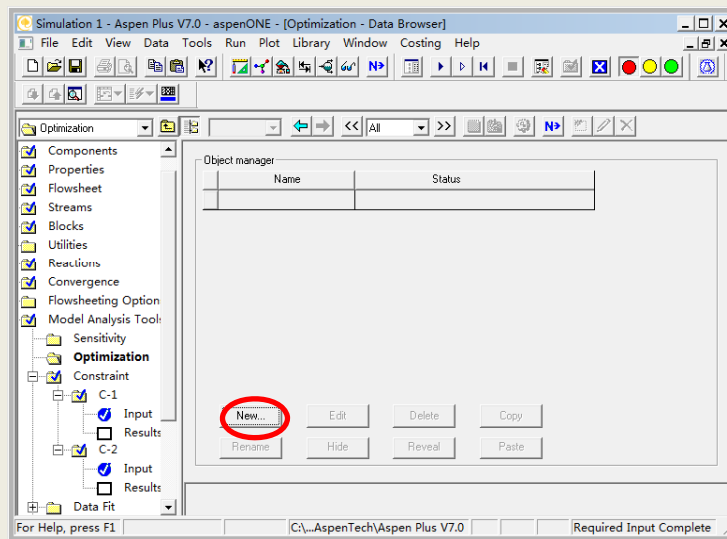 Simulation 1 - Aspen Plus V7.0 - aspenONE - [Optimization - Data Browser]
File Edit View Data Tools Run Plot Library Window Costing Help
N>
Optimization
<< All >> N>
Components
Properties
Flowsheet
Streams
Blocks
Utilities
Reactions
Convergence
Flowsheeting Option
Model Analysis Tools
Sensitivity
Optimization
Constraint
C-1
Input
Results
C-2
Input
Results
Data Fit
Object manager
Name Status
New... Edit Delete Copy
Rename Hide Reveal Paste
For Help, press F1 C:\...AspenTech\Aspen Plus V7.0 Required Input Complete